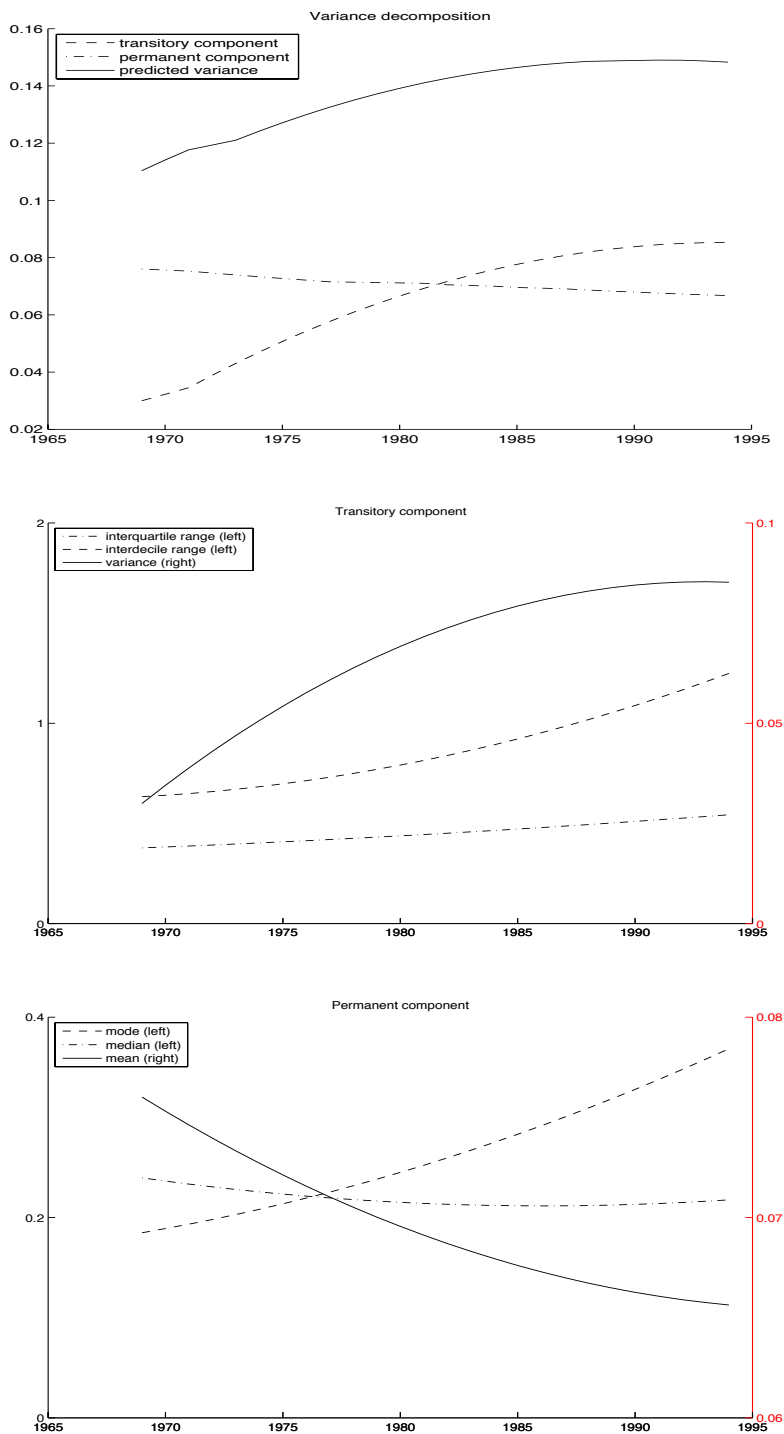 Variance decomposition
0.16
transitory component
permanent component
predicted variance
0.14
0.12
0.1
0.08
0.06
0.04
0.02
1965 1970 1975 1980 1985 1990 1995
Transitory component
2 0.1
interquartile range (left)
interdecile range (left)
variance (right)
1 0.05
0 0
1965 1970 1975 1980 1985 1990 1995
Permanent component
0.4 0.08
mode (left)
median (left)
mean (right)
0.2 0.07
0 0.06
1965 1970 1975 1980 1985 1990 1995